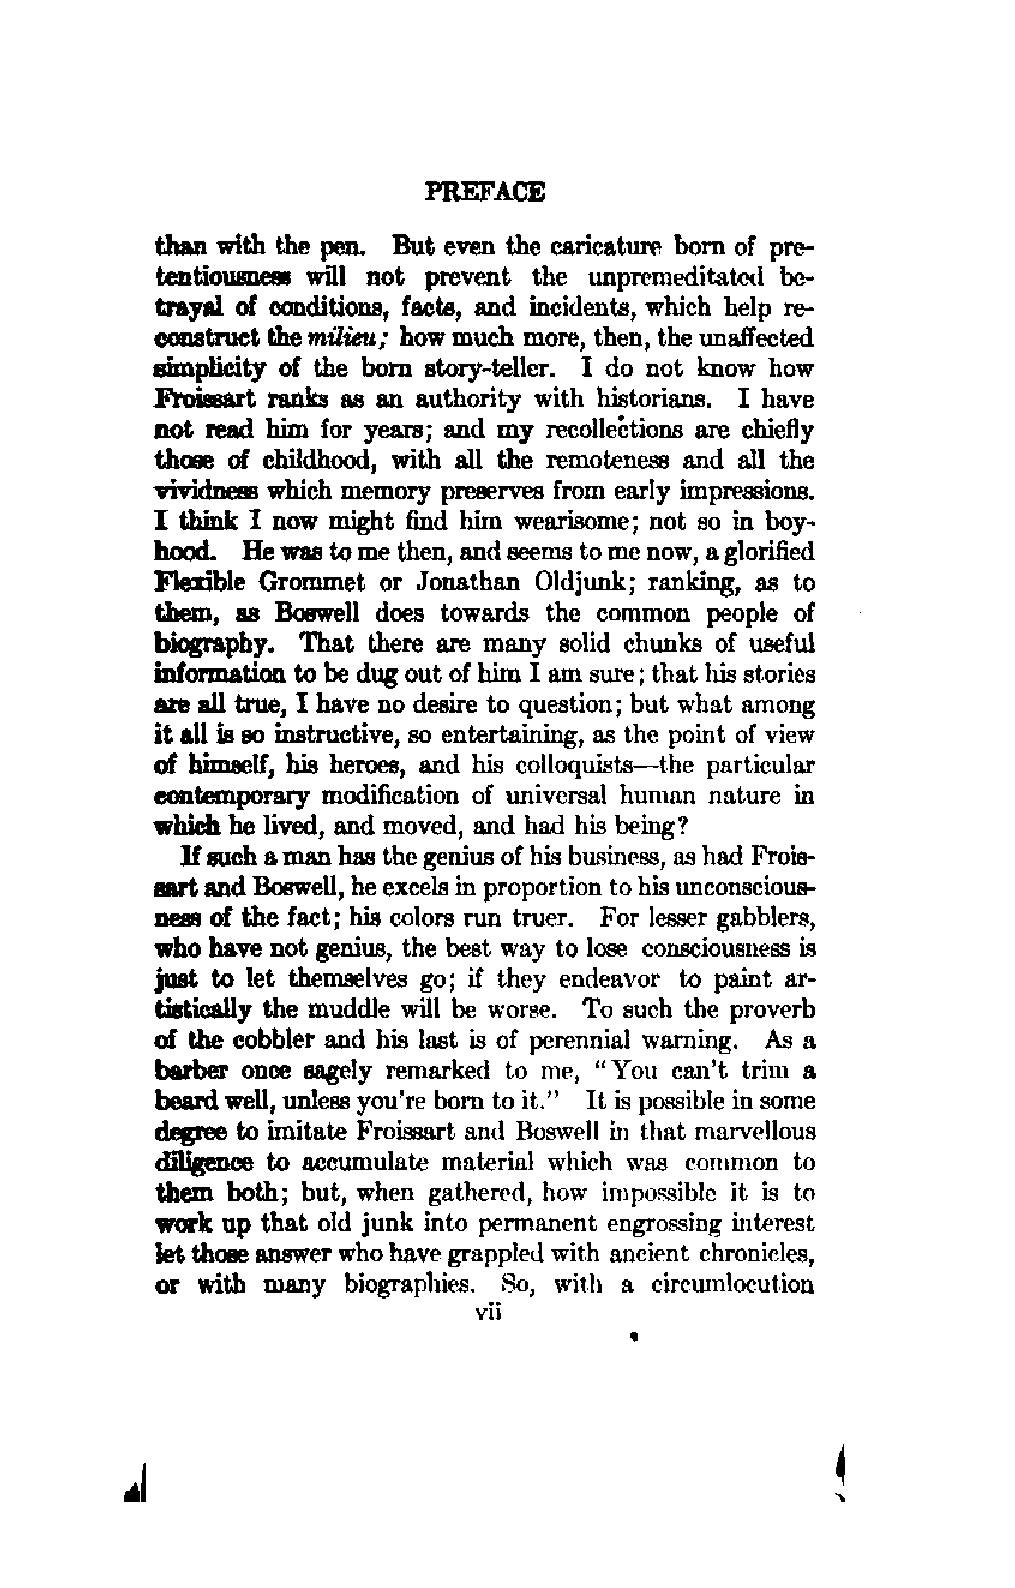 PREFACE
than with the pen. But even the caricature born of pre-
tentiousness will not prevent the unpremeditated be-
trayal of conditions, facts, and incidents, which help re-
construct the milieu; how much more, then, the unaffected
simplicity of the born story-teller. I do not know how
Froissart ranks as an authority with historians. I have
not read him for years; and my recollections are chiefly
those of childhood, with all the remoteness and all the
vividness which memory preserves from early impressions.
I think I now might find him wearisome; not so in boy-
hood. He was to me then, and seems to me now, a glorified
Flexible Grommet or Jonathan Oldjunk; ranking, as to
them, as Boswell does towards the common people of
biography. That there are many solid chunks of useful
information to be dug out of him I am sure; that his stories
are all true, I have no desire to question; but what among
it all is so instructive, so entertaining, as the point of view
of himself, his heroes, and his colloquists—the particular
contemporary modification of universal human nature in
which he lived, and moved, and had his being?
If such a man has the genius of his business, as had Frois-
sart and Boswell, he excels in proportion to his unconscious-
ness of the fact; his colors run truer. For lesser gabblers,
who have not genius, the best way to lose consciousness is
just to let themselves go; if they endeavor to paint ar-
tistically the muddle will be worse. To such the proverb
of the cobbler and his last is of perennial warning. As a
barber once sagely remarked to me, "You can't trim a
beard well, unless you're born to it." It is possible in some
degree to imitate Froissart and Boswell in that marvellous
diligence to accumulate material which was common to
them both; but, when gathered, how impossible it is to
work up that old junk into permanent engrossing interest
let those answer who have grappled with ancient chronicles,
or with many biographies. So, with a circumlocution
vii